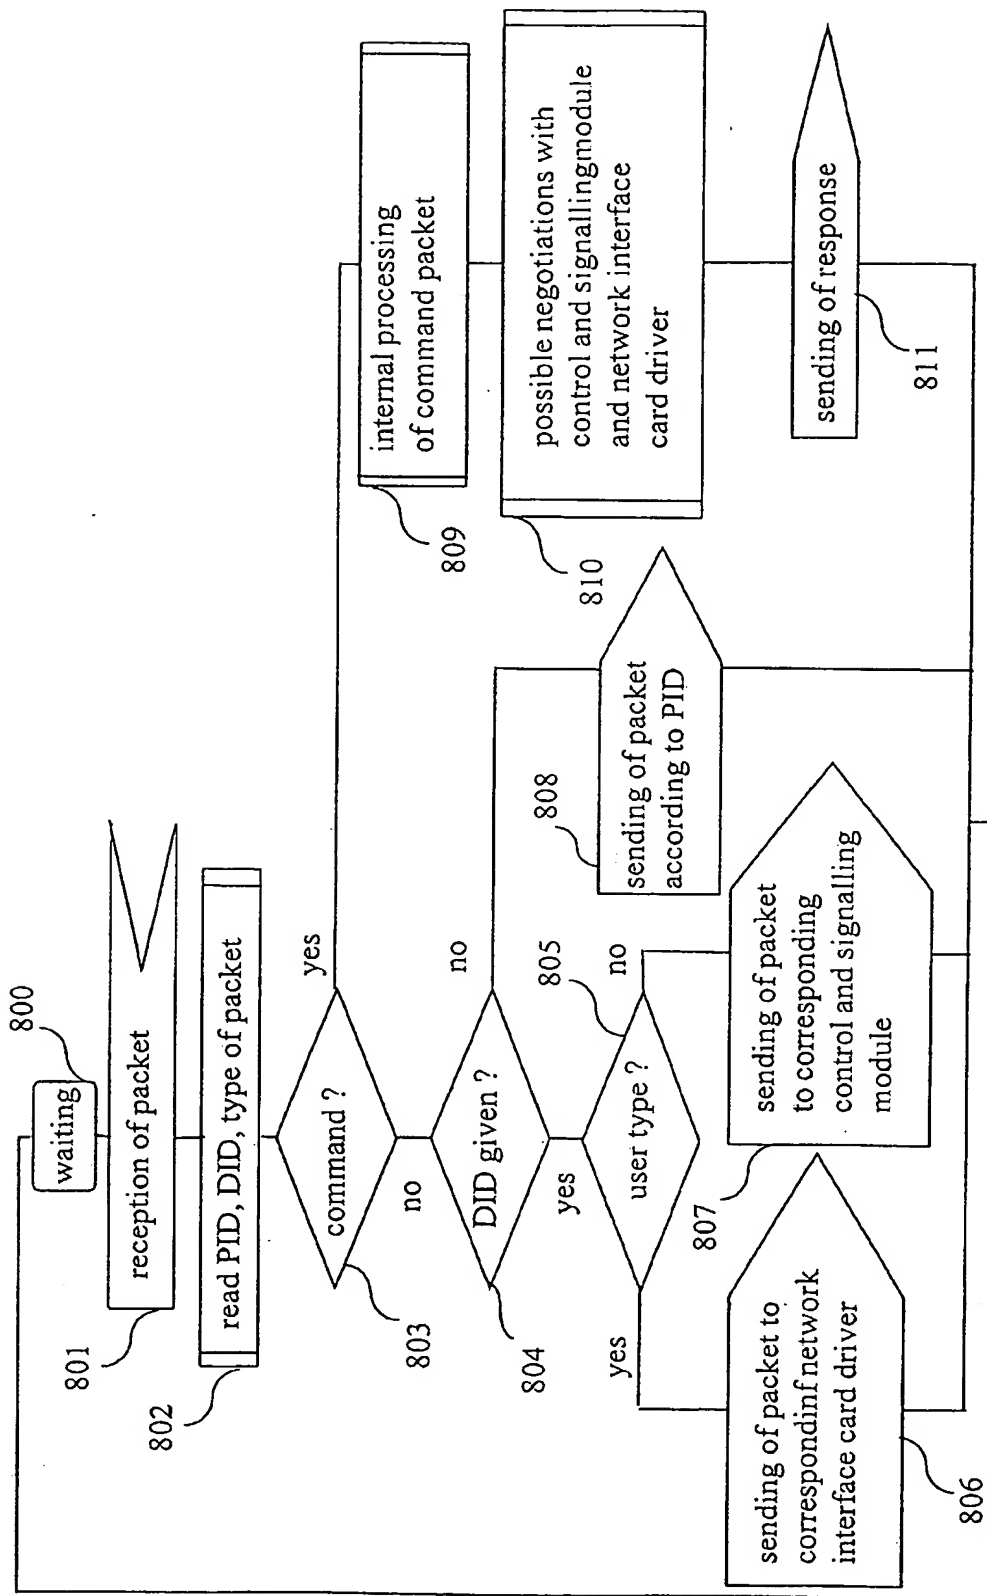 waiting
800
reception of packet
801
read PID, DID, type of packet
802
command ?
803
yes
no
internal processing
of command packet
809
possible negotiations with
control and signallingmodule
and network interface
card driver
810
sending of response
811
DID given ?
804
no
yes
sending of packet
according to PID
808
user type ?
805
no
yes
sending of packet
to corresponding
control and signalling
module
807
sending of packet to
correspondinf network
interface card driver
806